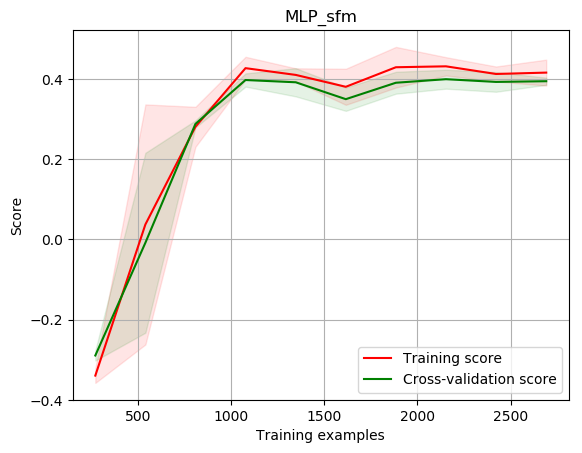 MLP_sfm
Score
0.4
0.2
0.0
−0.2
−0.4
500
1000
1500
2000
2500
Training examples
Training score
Cross-validation score